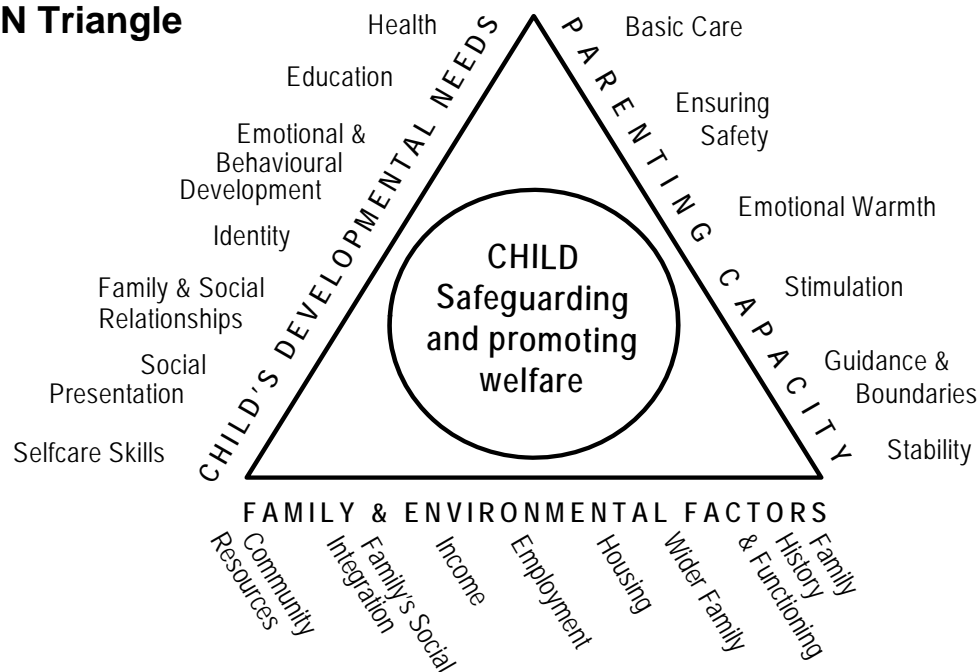 N Triangle
Health
Education
Emotional &
Behavioural
Development
Identity
Family & Social
Relationships
Social
Presentation
Selfcare Skills
CHILD'S DEVELOPMENTAL NEEDS
PARENTING CAPACITY
Basic Care
Ensuring
Safety
Emotional Warmth
Stimulation
Guidance &
Boundaries
Stability
CHILD
Safeguarding
and promoting
welfare
FAMILY & ENVIRONMENTAL FACTORS
Community
Resources
Family's Social
Integration
Income
Employment
Housing
Wider Family
Family
History
& Functioning